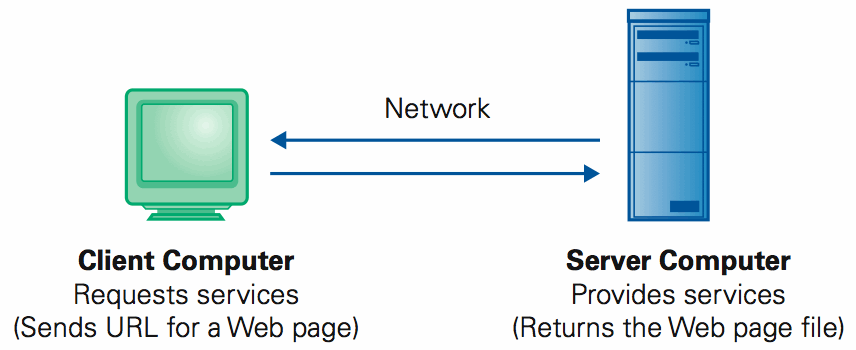 Network
Client Computer
Requests services
(Sends URL for a Web page)
Server Computer
Provides services
(Returns the Web page file)